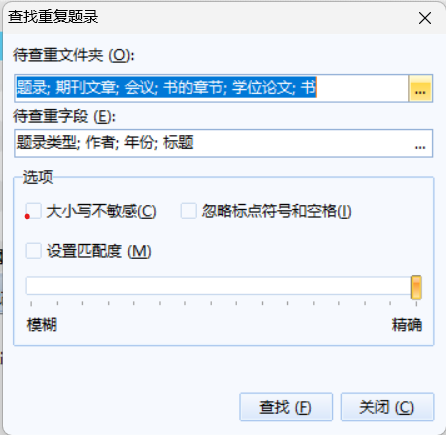 查找重复题录
待查重文件夹 (O):
题录; 期刊文章; 会议; 书的章节; 学位论文; 书
...
待查重字段 (E):
题录类型; 作者; 年份; 标题
...
选项
大小写不敏感(C) 忽略标点符号和空格(I)
设置匹配度 (M)
模糊 精确
查找 (F) 关闭 (C)